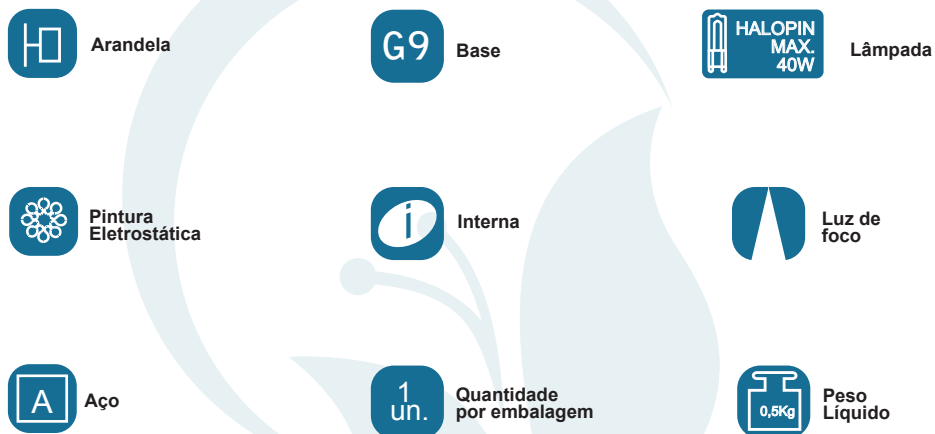 Arandela
G9
Base
HALOPIN
MAX.
40W
Lâmpada
Pintura
Eletrostática
i
Interna
Luz de
foco
A
Aço
1
un.
Quantidade
por embalagem
0,5Kg
Peso
Líquido